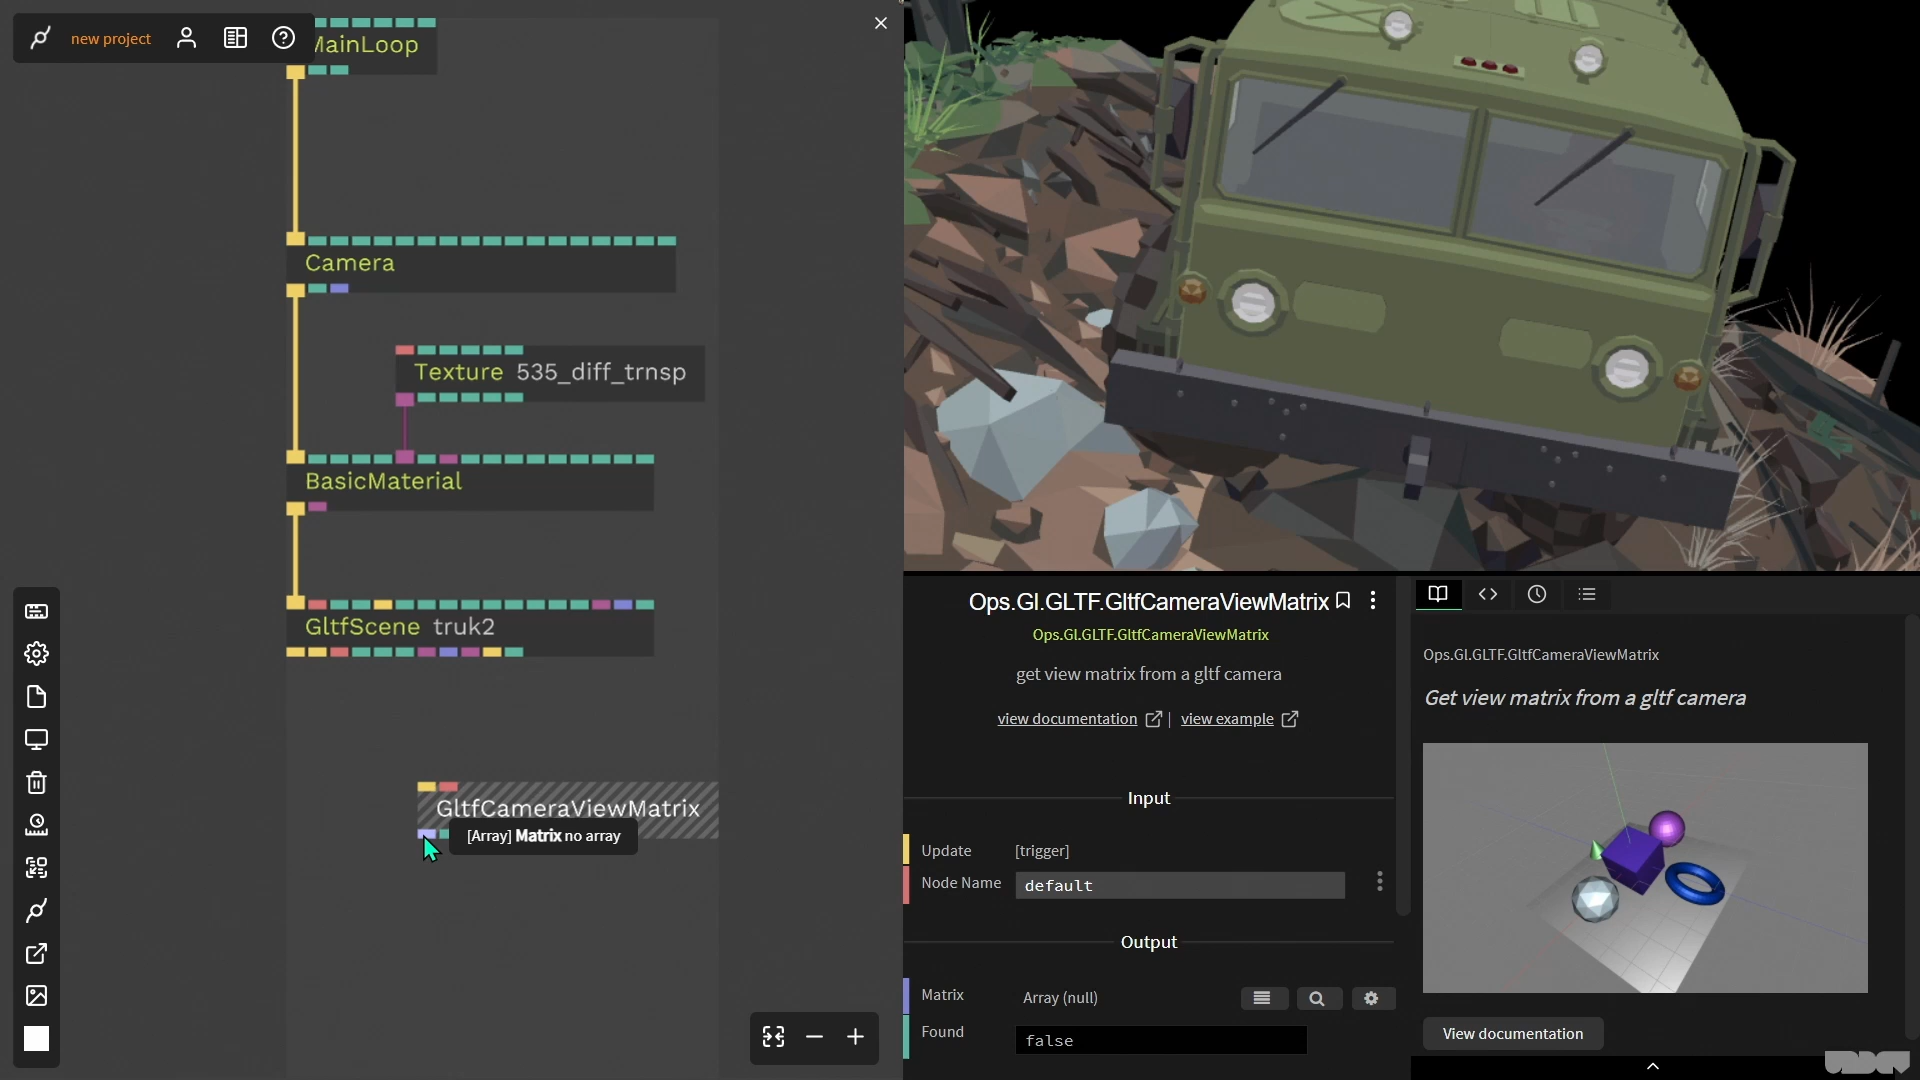 new project
MainLoop
Camera
Texture 535_diff_trnsp
BasicMaterial
GltfScene truk2
GltfCameraViewMatrix
[Array] Matrix no array
Ops.Gl.GLTF.GltfCameraViewMatrix
Ops.Gl.GLTF.GltfCameraViewMatrix
get view matrix from a gltf camera
view documentation | view example
Input
Update [trigger]
Node Name default
Output
Matrix Array (null)
Found false
Ops.Gl.GLTF.GltfCameraViewMatrix
Get view matrix from a gltf camera
View documentation